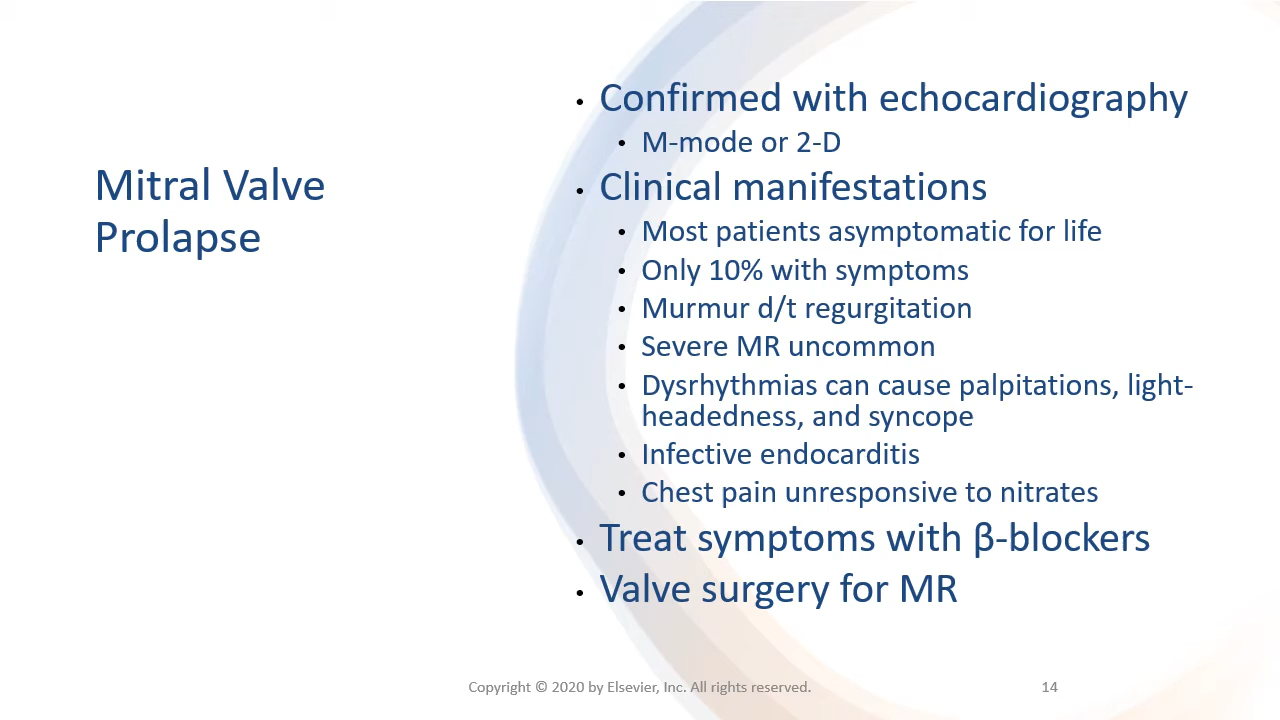 Mitral Valve
Prolapse
• Confirmed with echocardiography
• M-mode or 2-D
• Clinical manifestations
• Most patients asymptomatic for life
• Only 10% with symptoms
• Murmur d/t regurgitation
• Severe MR uncommon
• Dysrhythmias can cause palpitations, light-
headedness, and syncope
• Infective endocarditis
• Chest pain unresponsive to nitrates
• Treat symptoms with β-blockers
• Valve surgery for MR
Copyright © 2020 by Elsevier, Inc. All rights reserved.
14